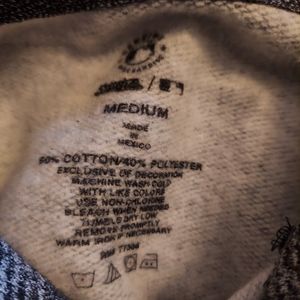 MEDIUM
MADE
IN
MEXICO
60% COTTON/40% POLYESTER
EXCLUSIVE OF DECORATION
MACHINE WASH COLD
WITH LIKE COLORS
USE NON-CHLORINE
BLEACH WHEN NEEDED
TUMBLE DRY LOW
REMOVE PROMPTLY
WARM IRON IF NECESSARY